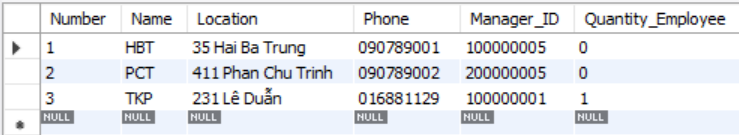 Number Name Location Phone Manager_ID Quantity_Employee
1 HBT 35 Hai Ba Trung 090789001 100000005 0
2 PCT 411 Phan Chu Trinh 090789002 200000005 0
3 TKP 231 Lê Duẩn 016881129 100000001 1
NULL NULL NULL NULL NULL NULL